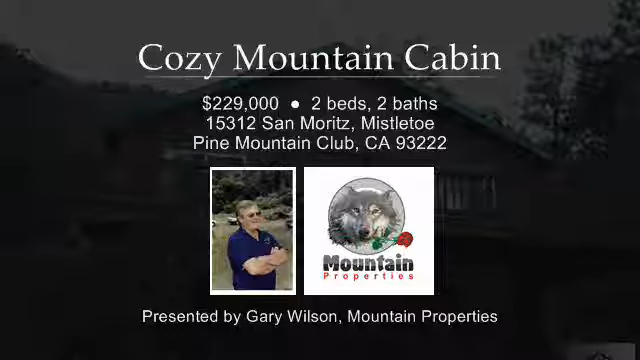 Cozy Mountain Cabin
$229,000 ● 2 beds, 2 baths
15312 San Moritz, Mistletoe
Pine Mountain Club, CA 93222
Mountain
Properties
Presented by Gary Wilson, Mountain Properties